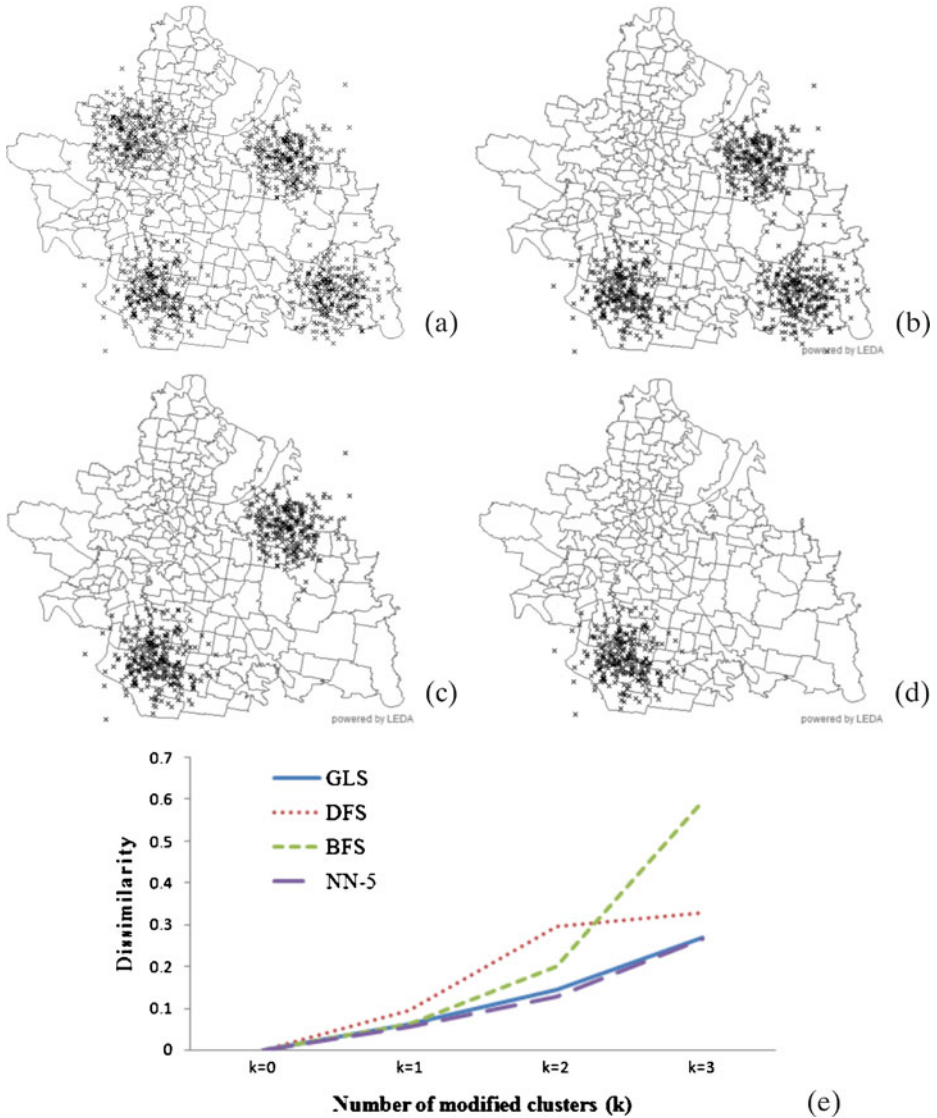 (a)
(b)
powered by LEDA
(c)
powered by LEDA
(d)
powered by LEDA
0.7
0.6
0.5
0.4
0.3
0.2
0.1
0
Dissimilarity
GLS
DFS
BFS
NN-5
k=0
k=1
k=2
k=3
Number of modified clusters (k)
(e)